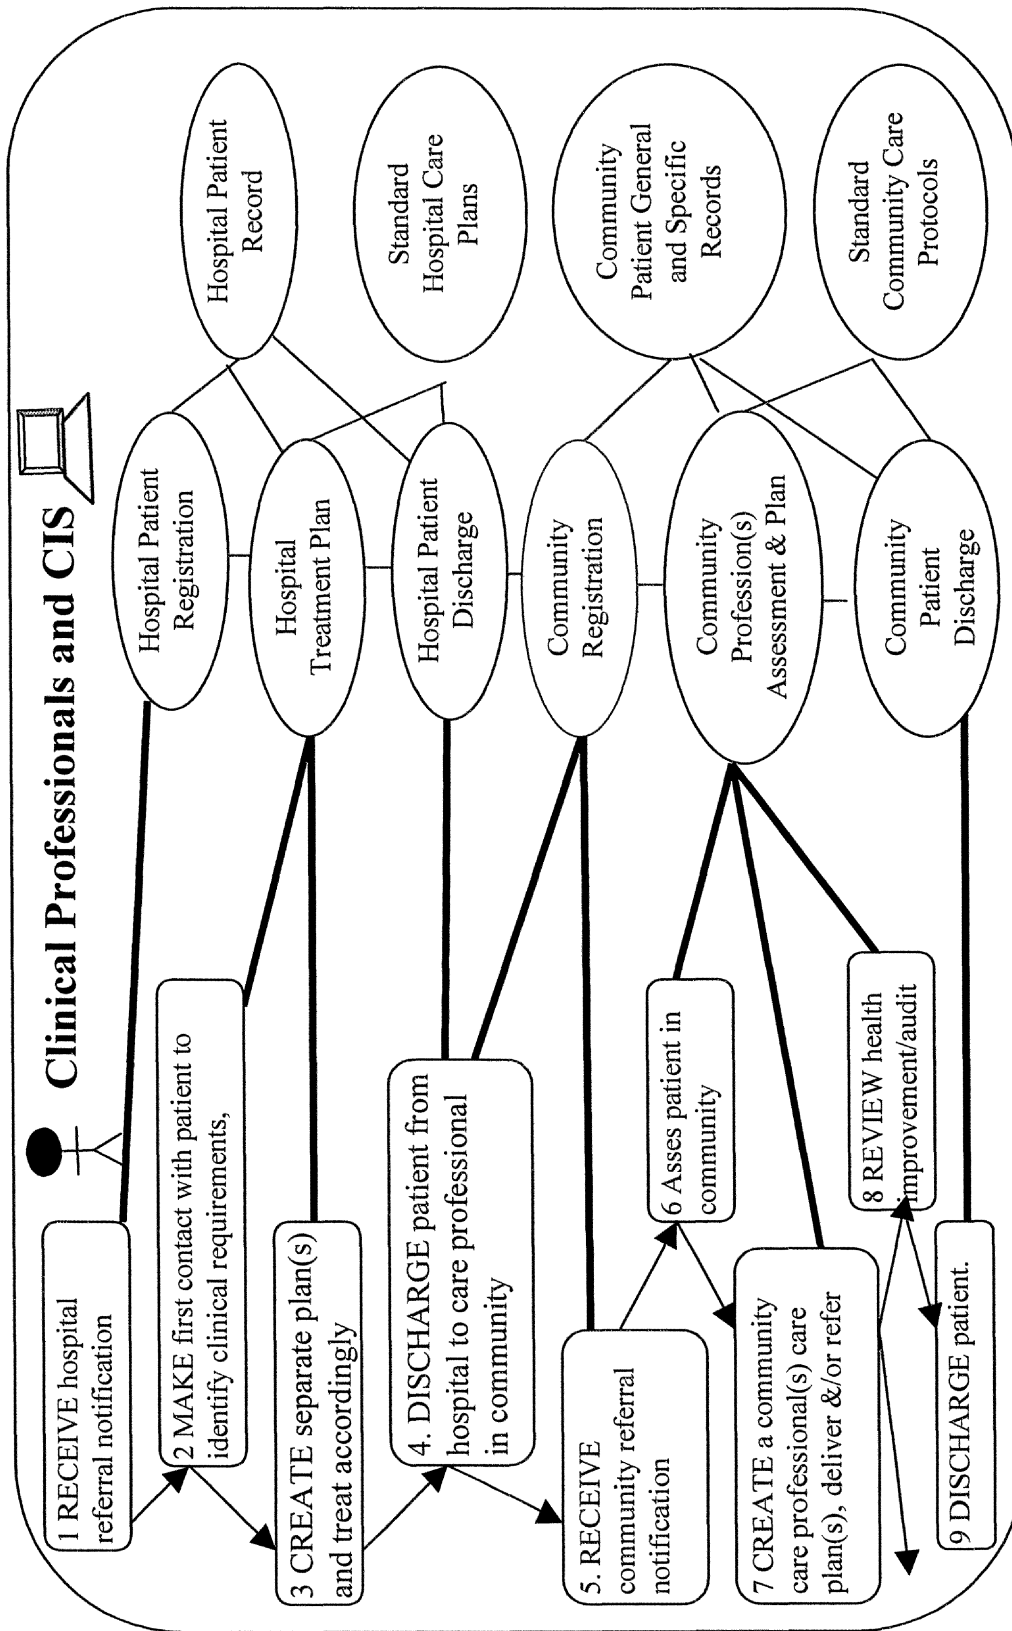 Clinical Professionals and CIS
1 RECEIVE hospital
referral notification
2 MAKE first contact with patient to
identify clinical requirements,
3 CREATE separate plan(s)
and treat accordingly
4. DISCHARGE patient from
hospital to care professional
in community
5. RECEIVE
community referral
notification
6 Asses patient in
community
7 CREATE a community
care professional(s) care
plan(s), deliver &/or refer
8 REVIEW health
improvement/audit
9 DISCHARGE patient.
Hospital Patient
Registration
Hospital
Treatment Plan
Hospital Patient
Discharge
Community
Registration
Community
Profession(s)
Assessment & Plan
Community
Patient
Discharge
Hospital Patient
Record
Standard
Hospital Care
Plans
Community
Patient General
and Specific
Records
Standard
Community Care
Protocols